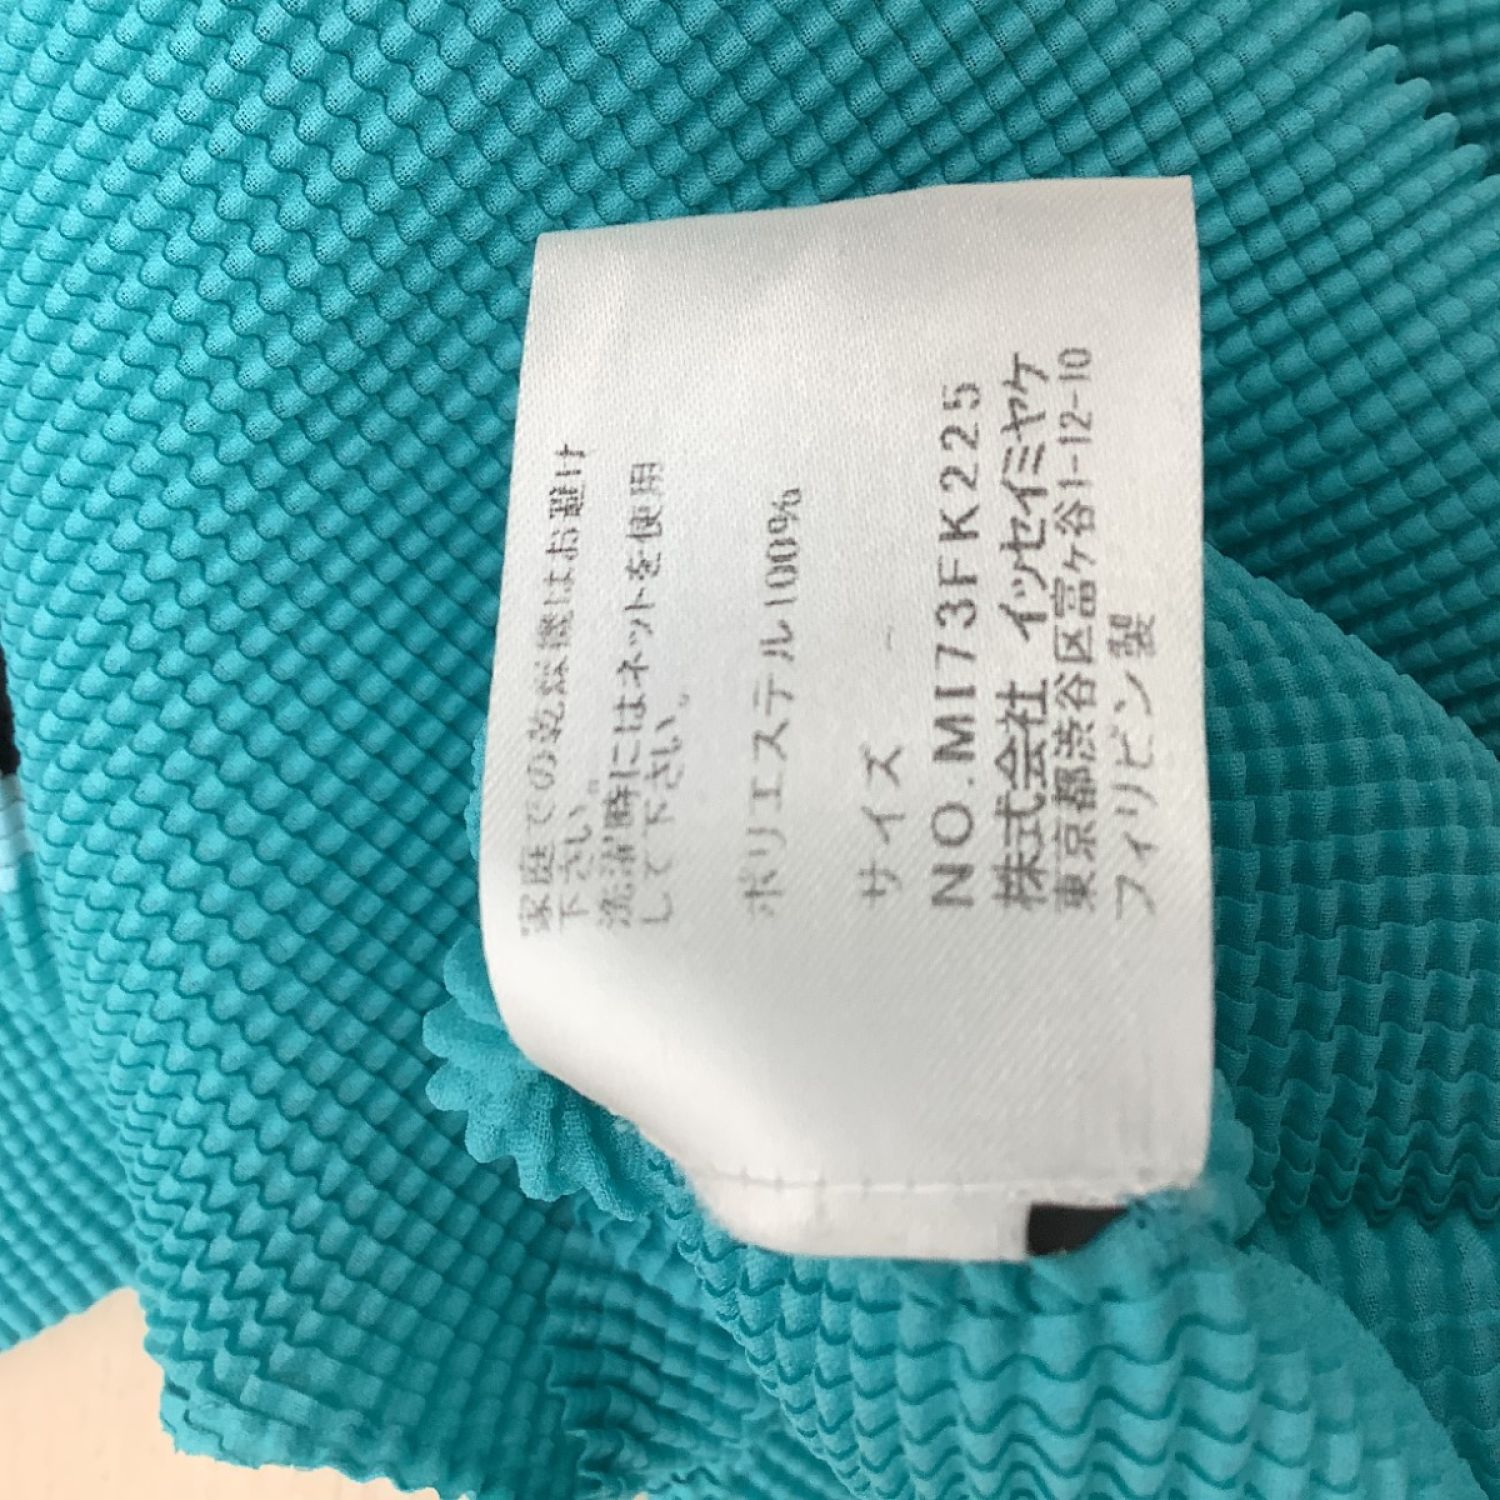 家庭での乾燥機はお避け
下さい。
洗濯時にはネットを使用
して下さい。
ポリエステル100%
サイズ
NO.MI73FK225
株式会社 イッセイミヤケ
東京都渋谷区富ヶ谷1-12-10
フィリピン製